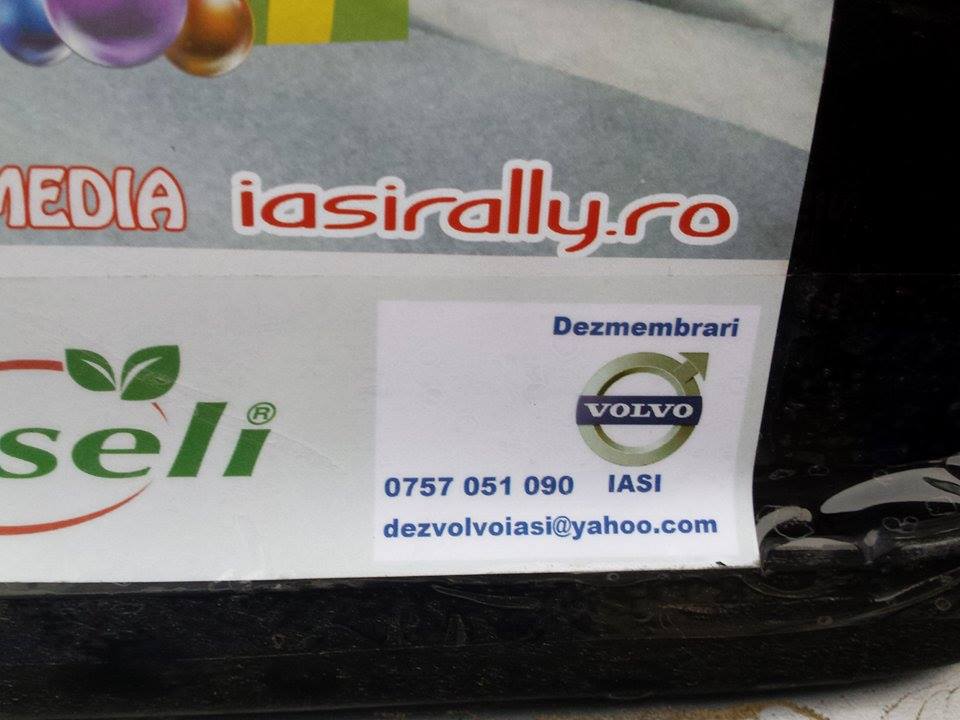 MEDIA iasirally.ro
Dezmembrari
VOLVO
seli®
0757 051 090 IASI
dezvolvoiasi@yahoo.com